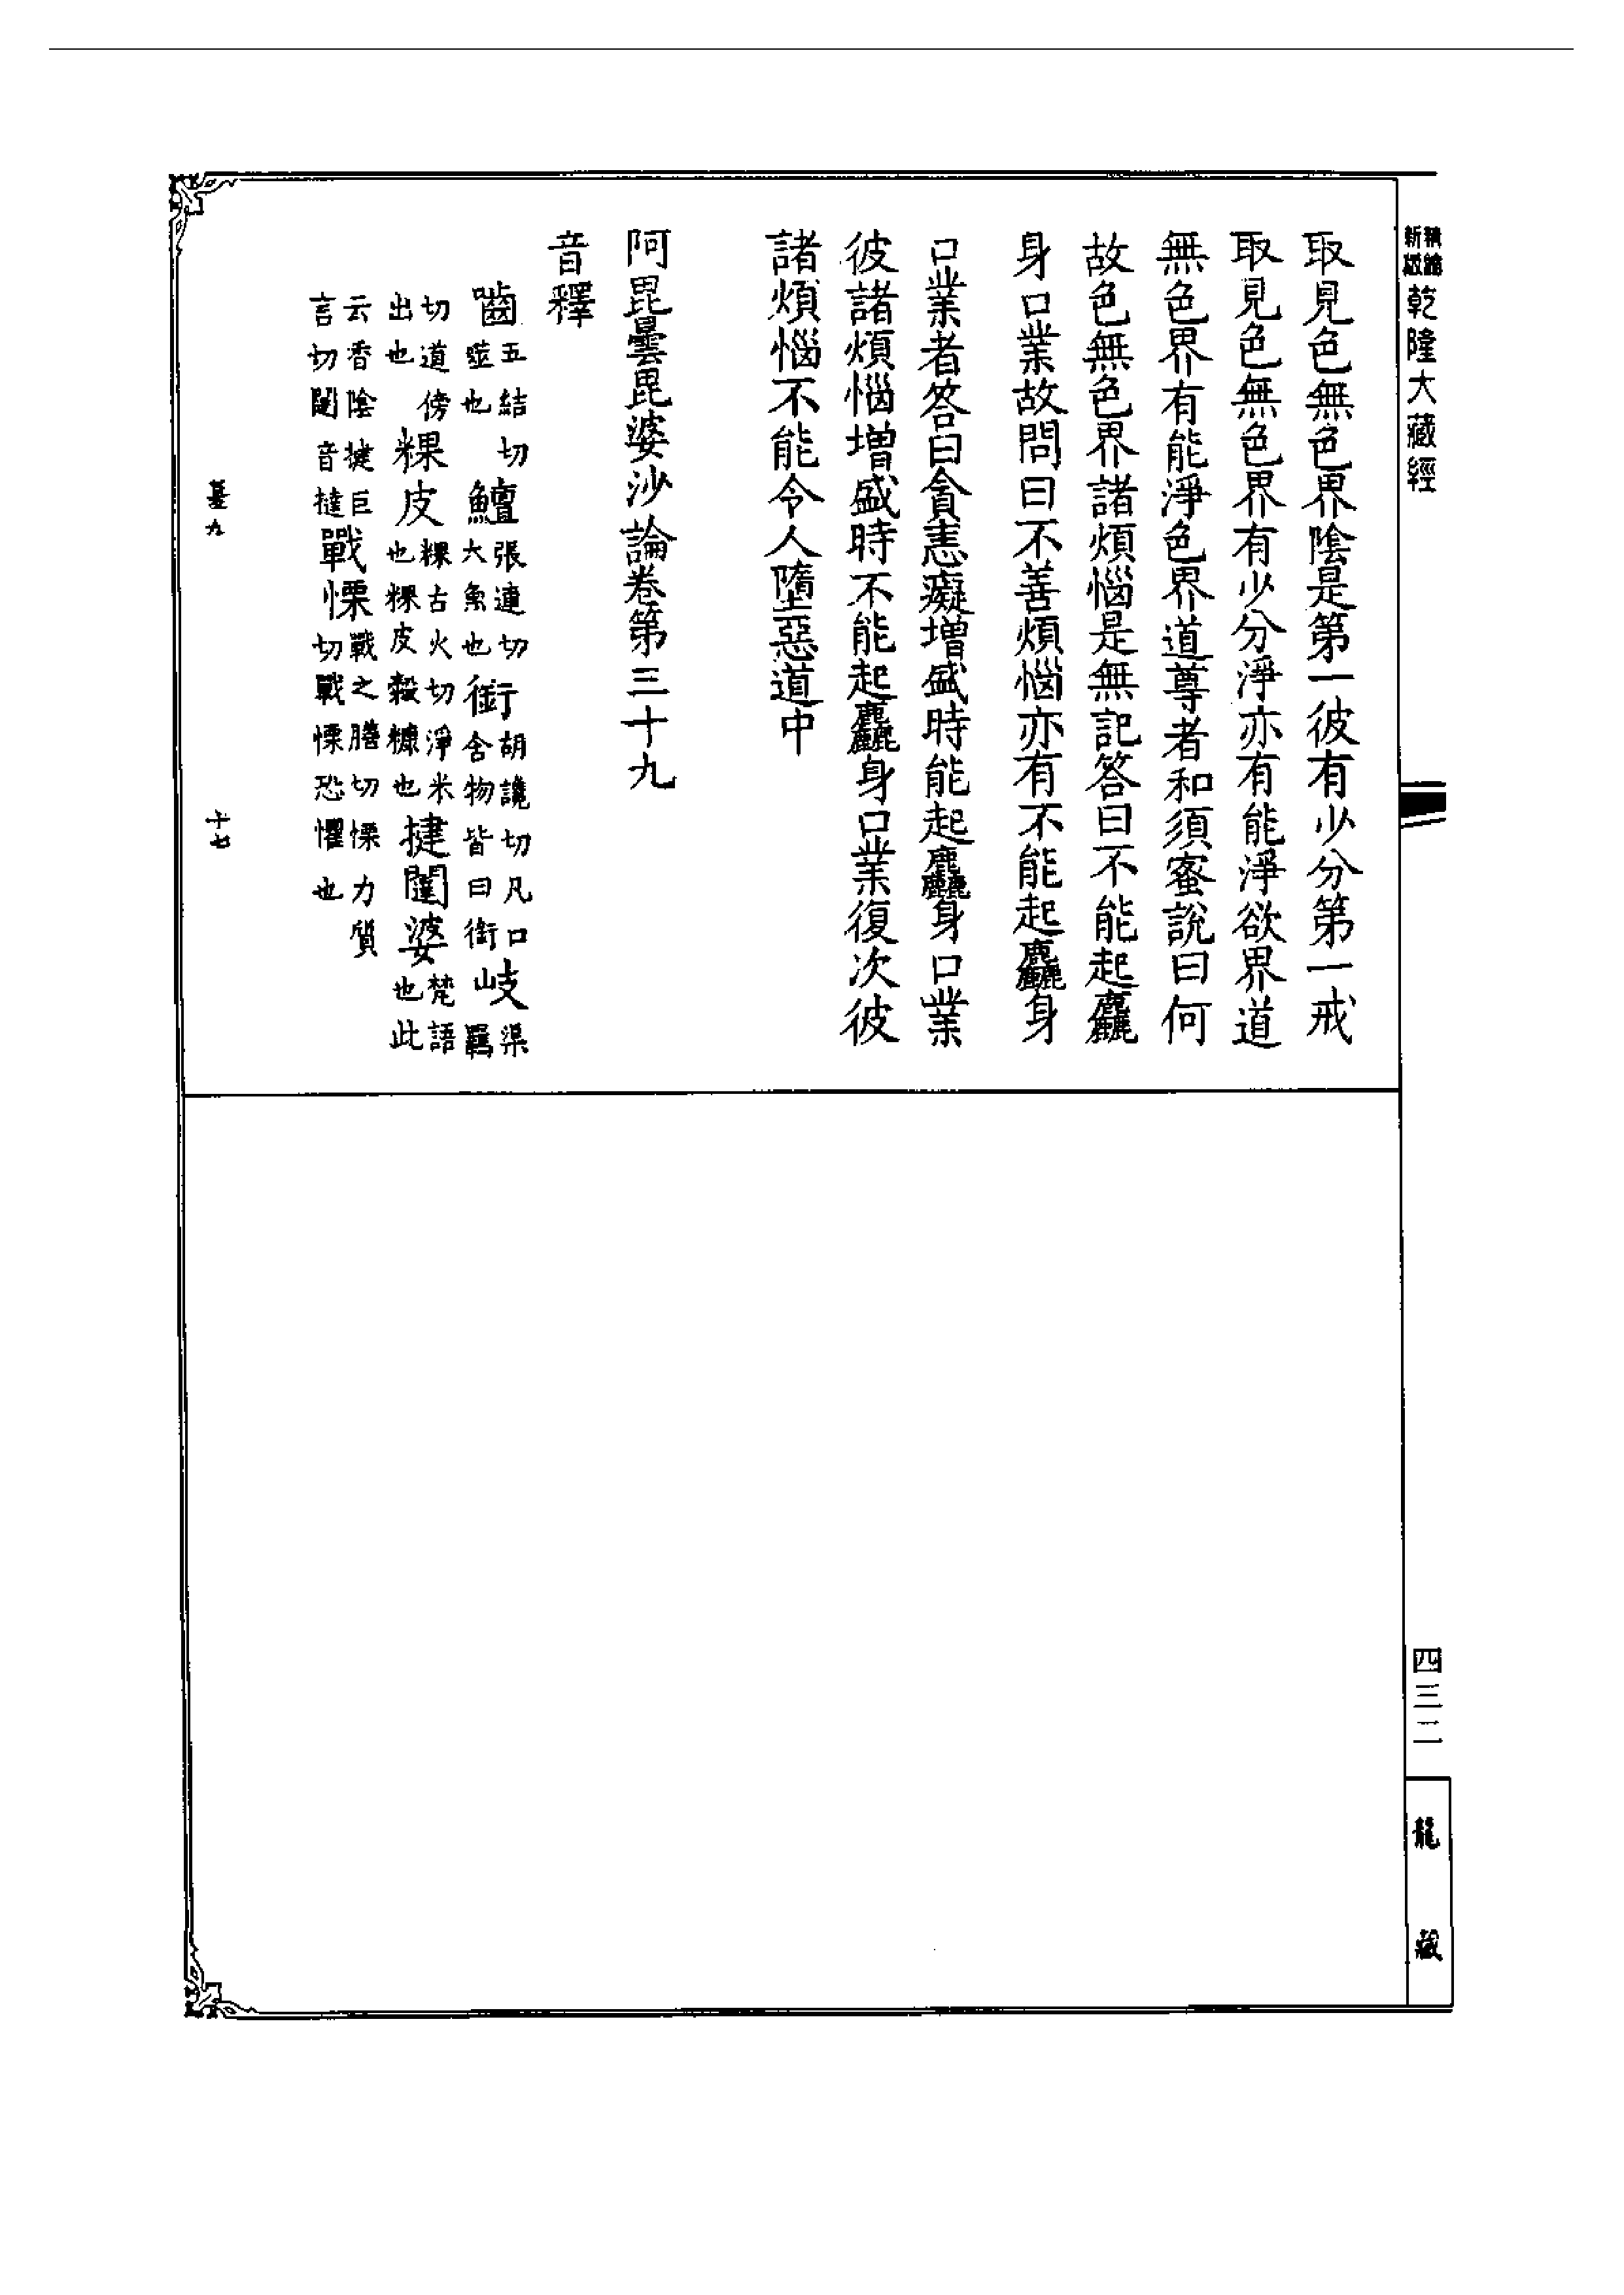 新版精縮乾隆大藏經
四三二
龍藏
取見色無色界陰是第一彼有少分第一戒
取見色無色界有少分淨亦有能淨欲界道
無色界有能淨色界道尊者和須蜜說曰何
故色無色界諸煩惱是無記答曰不能起麤
身口業故問曰不善煩惱亦有不能起麤身
口業者答曰貪恚癡增盛時能起麤身口業
彼諸煩惱增盛時不能起麤身口業復次彼
諸煩惱不能令人墮惡道中
阿毘曇毘婆沙論卷第三十九
音釋
嚙五結切噬也鱣張連切大魚也銜胡讒切凡口含物皆曰銜岐渠羈
切道傍出也粿皮粿古火切淨米也粿皮穀糠也揵闥婆梵語也此
云香陰揵巨言切闥音撻戰慄戰之膳切慄力質切戰慄恐懼也
基九
十七